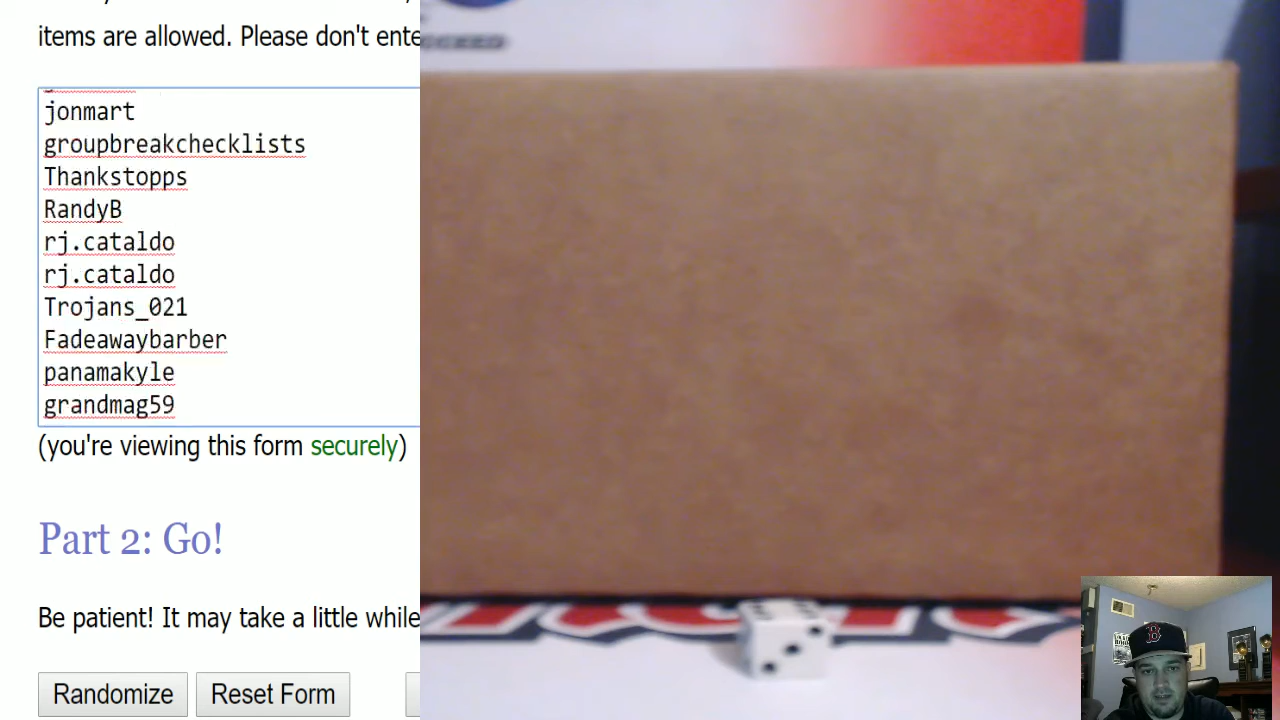 items are allowed. Please don't ente
jonmart
groupbreakchecklists
Thankstopps
RandyB
rj.cataldo
rj.cataldo
Trojans_021
Fadeawaybarber
panamakyle
grandmag59
(you're viewing this form securely)
Part 2: Go!
Be patient! It may take a little while
Randomize
Reset Form